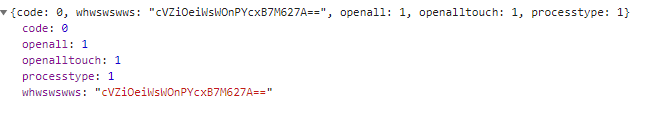 {code: 0, whwswswws: "cVZiOeiWsWOnPYcxB7M627A==", openall: 1, openalltouch: 1, processtype: 1}
code: 0
openall: 1
openalltouch: 1
processtype: 1
whwswswws: "cVZiOeiWsWOnPYcxB7M627A=="